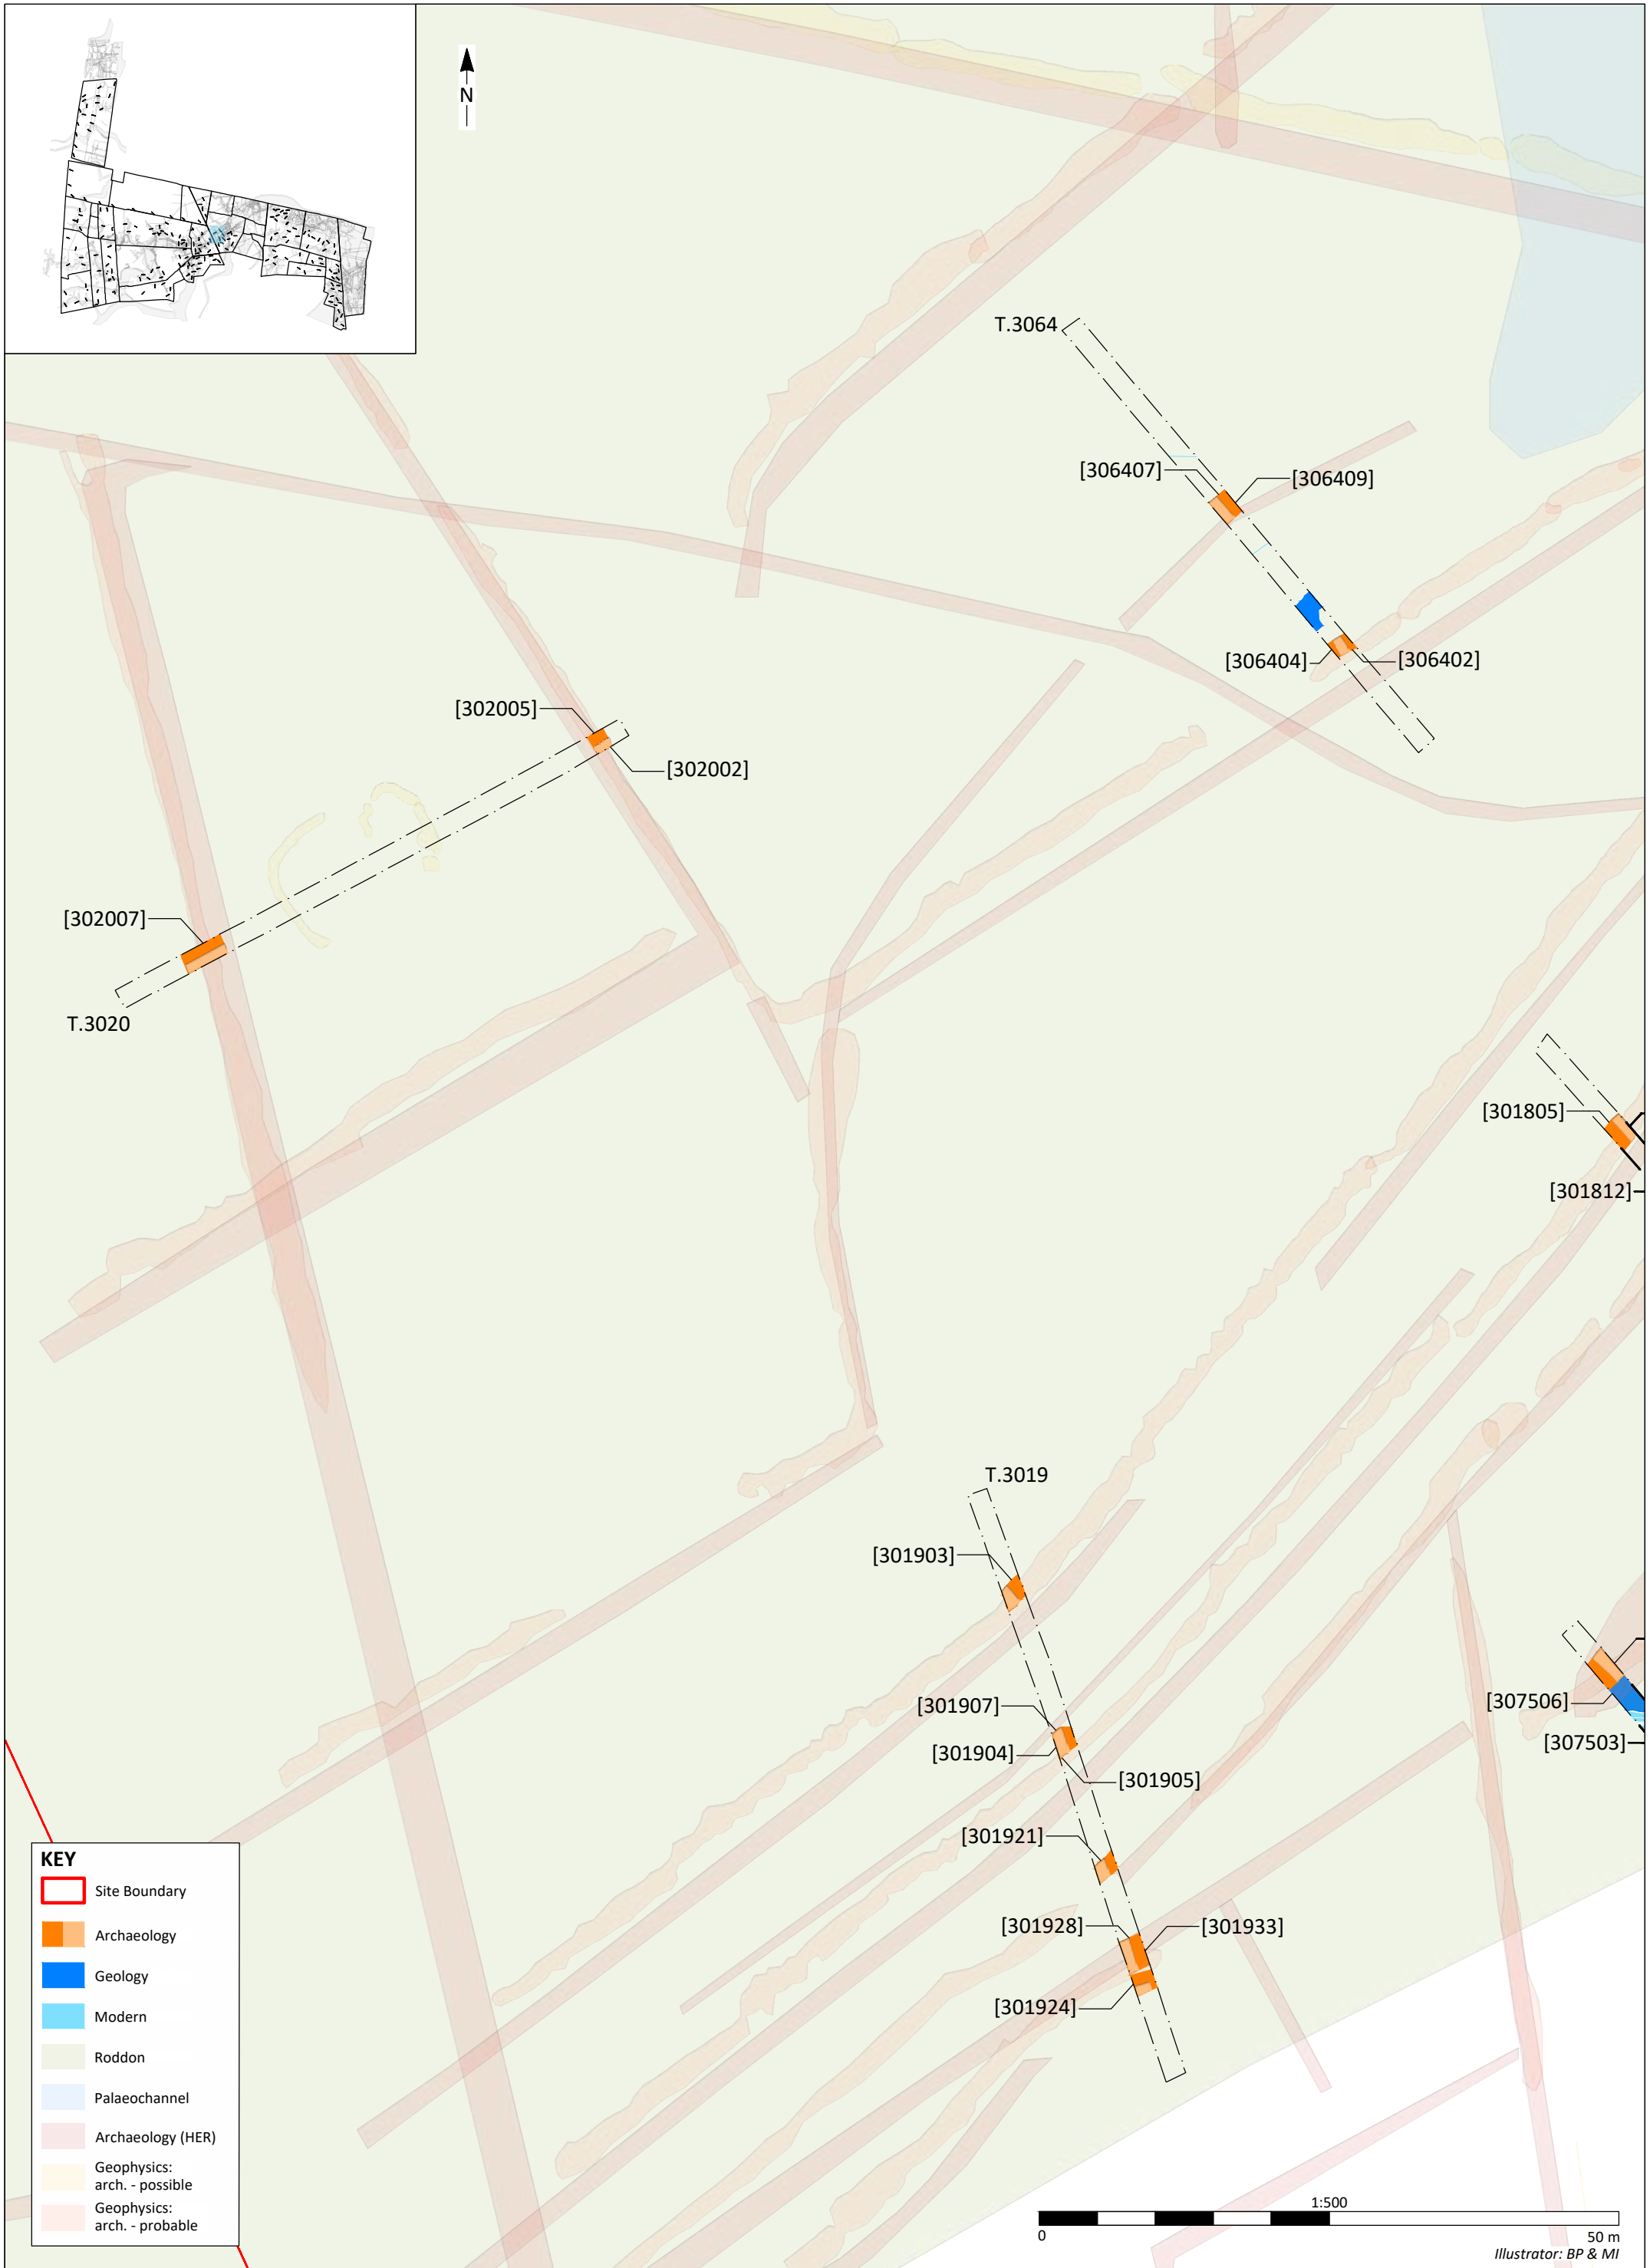 N
T.3064
[306407]
[306409]
[306404]
[306402]
[302005]
[302002]
[302007]
T.3020
[301805]
[301812]
T.3019
[301903]
[301907]
[301904]
[301905]
[307506]
[307503]
[301921]
[301928]
[301933]
[301924]
KEY
Site Boundary
Archaeology
Geology
Modern
Roddon
Palaeochannel
Archaeology (HER)
Geophysics:
arch. - possible
Geophysics:
arch. - probable
1:500
0
50 m
Illustrator: BP & MI